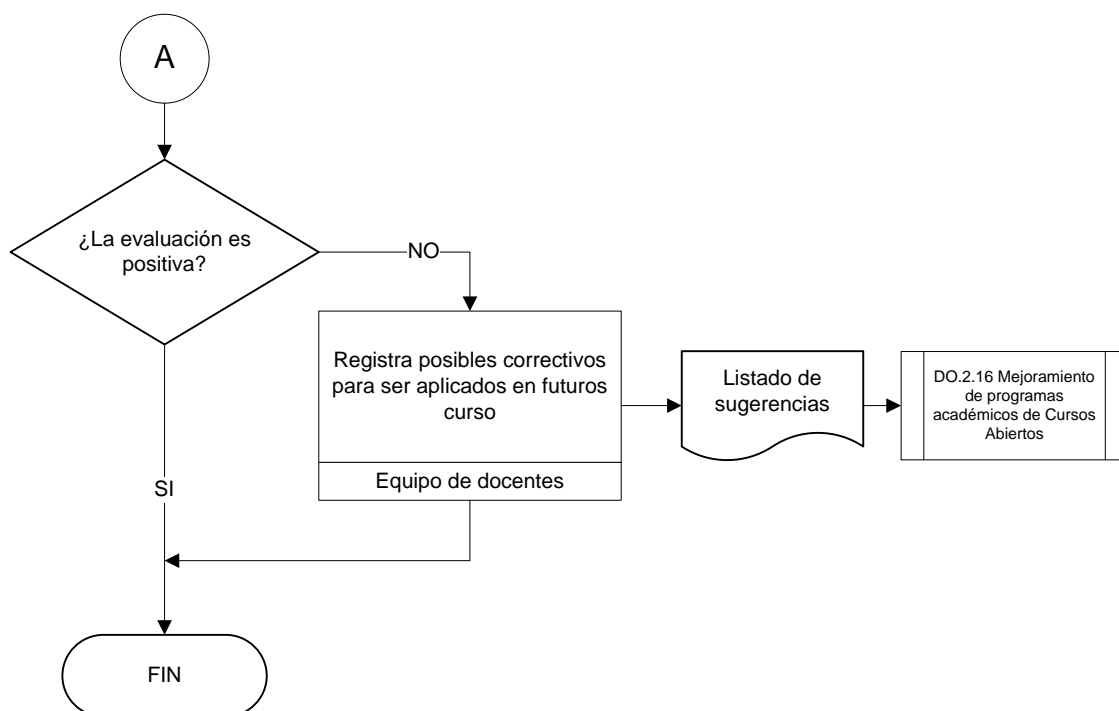 A
¿La evaluación es
positiva?
NO
Registra posibles correctivos
para ser aplicados en futuros
curso
Equipo de docentes
Listado de
sugerencias
DO.2.16 Mejoramiento
de programas
académicos de Cursos
Abiertos
SI
FIN